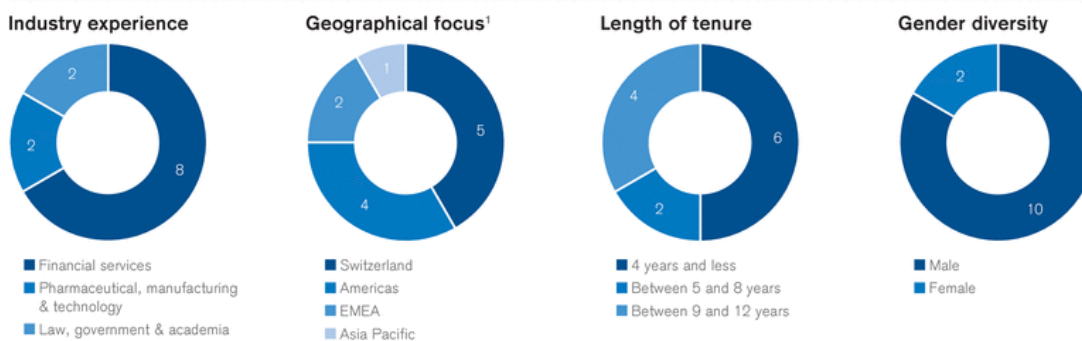 Industry experience
2
2
8
Financial services
Pharmaceutical, manufacturing
& technology
Law, government & academia
Geographical focus¹
1
2
5
4
Switzerland
Americas
EMEA
Asia Pacific
Length of tenure
4
6
2
4 years and less
Between 5 and 8 years
Between 9 and 12 years
Gender diversity
2
10
Male
Female